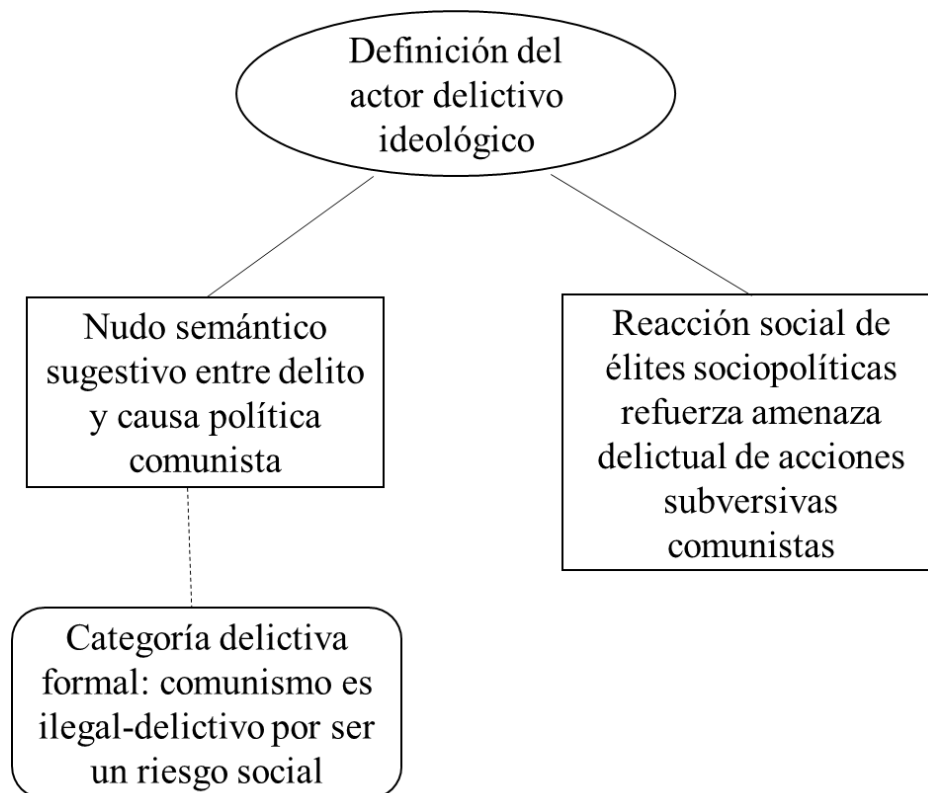 Definición del
actor delictivo
ideológico
Nudo semántico
sugestivo entre delito
y causa política
comunista
Reacción social de
élites sociopolíticas
refuerza amenaza
delictual de acciones
subversivas
comunistas
Categoría delictiva
formal: comunismo es
ilegal-delictivo por ser
un riesgo social